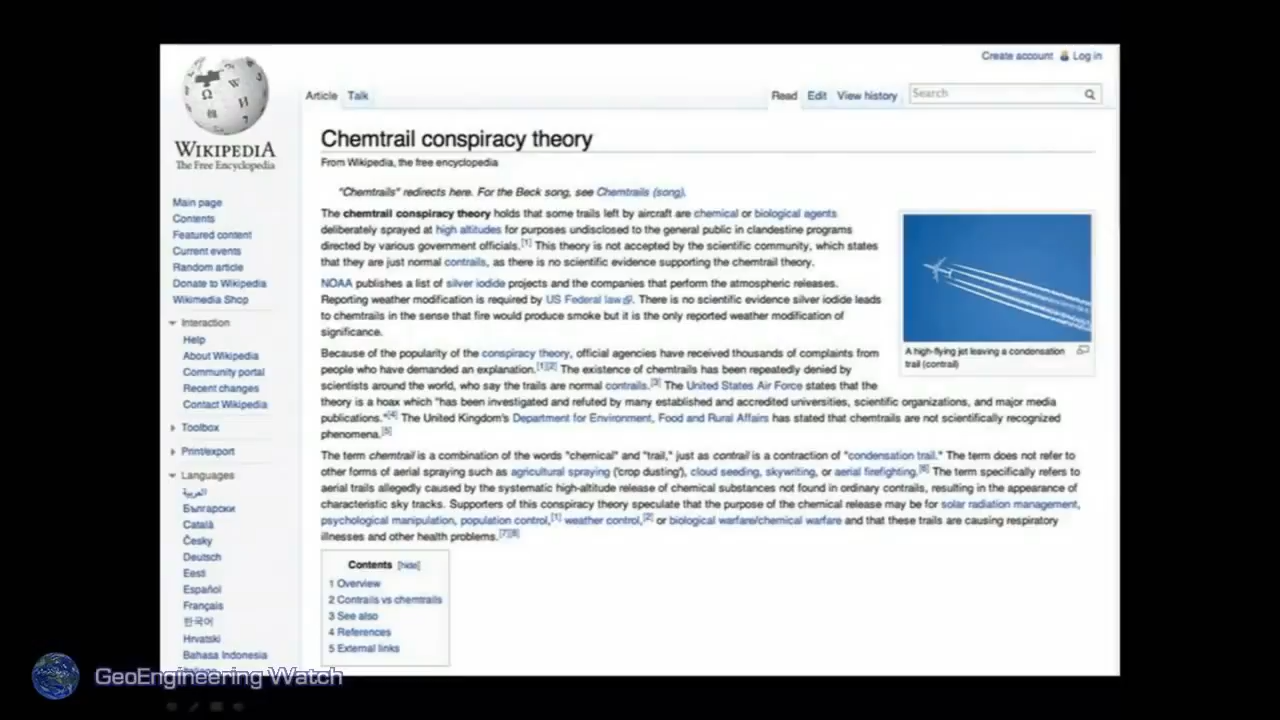 Create account Log in
WIKIPEDIA
The Free Encyclopedia
Article Talk
Read Edit View history
Search
Chemtrail conspiracy theory
From Wikipedia, the free encyclopedia
"Chemtrails" redirects here. For the Beck song, see Chemtrails (song).
The chemtrail conspiracy theory holds that some trails left by aircraft are chemical or biological agents
deliberately sprayed at high altitudes for purposes undisclosed to the general public in clandestine programs
directed by various government officials.[1] This theory is not accepted by the scientific community, which states
that they are just normal contrails, as there is no scientific evidence supporting the chemtrail theory.
NOAA publishes a list of silver iodide projects and the companies that perform the atmospheric releases.
Reporting weather modification is required by US Federal law. There is no scientific evidence silver iodide leads
to chemtrails in the sense that fire would produce smoke but it is the only reported weather modification of
significance.
Because of the popularity of the conspiracy theory, official agencies have received thousands of complaints from
people who have demanded an explanation.[1][2] The existence of chemtrails has been repeatedly denied by
scientists around the world, who say the trails are normal contrails.[3] The United States Air Force states that the
theory is a hoax which "has been investigated and refuted by many established and accredited universities, scientific organizations, and major media
publications."[4] The United Kingdom's Department for Environment, Food and Rural Affairs has stated that chemtrails are not scientifically recognized
phenomena.[5]
The term chemtrail is a combination of the words "chemical" and "trail," just as contrail is a contraction of "condensation trail." The term does not refer to
other forms of aerial spraying such as agricultural spraying ('crop dusting'), cloud seeding, skywriting, or aerial firefighting.[6] The term specifically refers to
aerial trails allegedly caused by the systematic high-altitude release of chemical substances not found in ordinary contrails, resulting in the appearance of
characteristic sky tracks. Supporters of this conspiracy theory speculate that the purpose of the chemical release may be for solar radiation management,
psychological manipulation, population control,[1] weather control,[2] or biological warfare/chemical warfare and that these trails are causing respiratory
illnesses and other health problems.[7][8]
A high-flying jet leaving a condensation
trail (contrail)
Contents [hide]
1 Overview
2 Contrails vs chemtrails
3 See also
4 References
5 External links
Main page
Contents
Featured content
Current events
Random article
Donate to Wikipedia
Wikimedia Shop
Interaction
Help
About Wikipedia
Community portal
Recent changes
Contact Wikipedia
Toolbox
Print/export
Languages
العربية
Български
Català
Česky
Deutsch
Eesti
Español
Français
한국어
Hrvatski
Bahasa Indonesia
GeoEngineering Watch